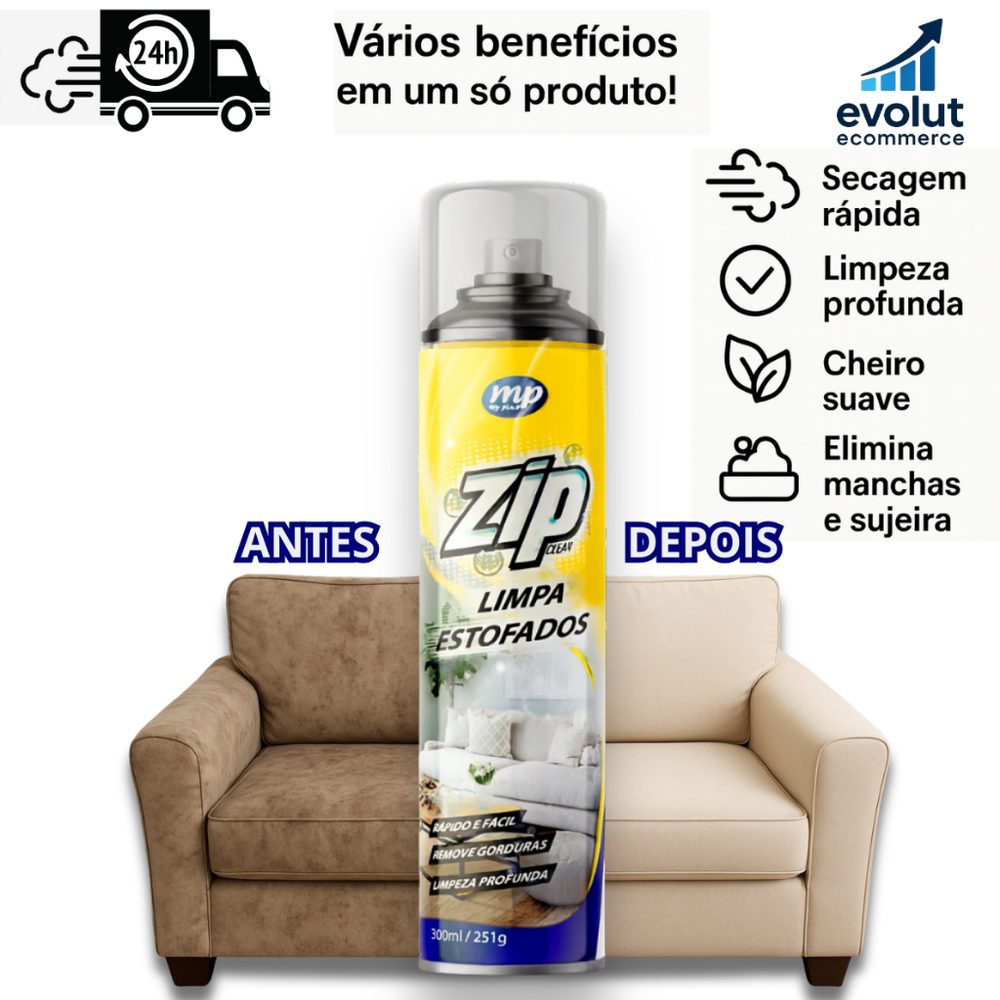 24h
Vários benefícios
em um só produto!
evolut
ecommerce
Secagem
rápida
Limpeza
profunda
Cheiro
suave
Elimina
manchas
e sujeira
ANTES
DEPOIS
mp
Zip
CLEAN
LIMPA
ESTOFADOS
RÁPIDO E FÁCIL
REMOVE GORDURAS
LIMPEZA PROFUNDA
300ml / 251g